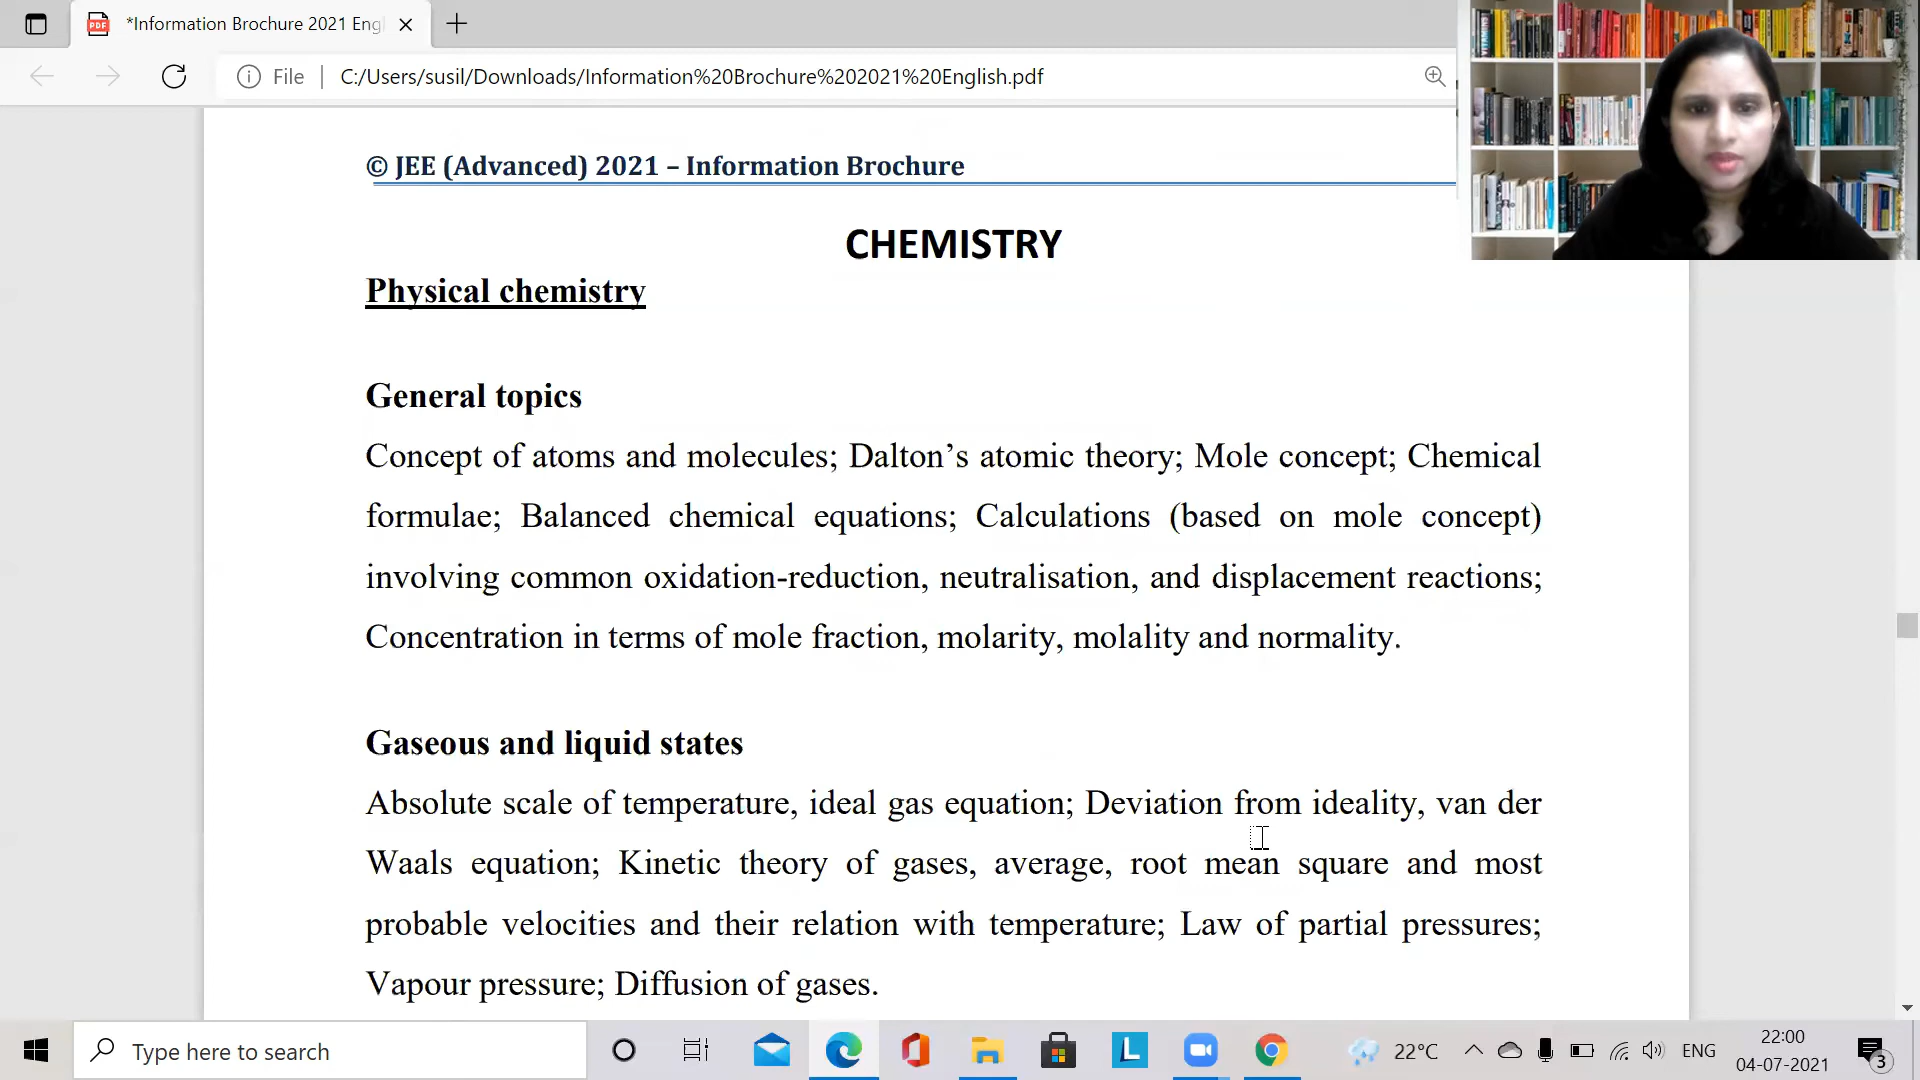 *Information Brochure 2021 Engl
File
C:/Users/susil/Downloads/Information%20Brochure%202021%20English.pdf
© JEE (Advanced) 2021 – Information Brochure
CHEMISTRY
Physical chemistry
General topics
Concept of atoms and molecules; Dalton’s atomic theory; Mole concept; Chemical
formulae; Balanced chemical equations; Calculations (based on mole concept)
involving common oxidation-reduction, neutralisation, and displacement reactions;
Concentration in terms of mole fraction, molarity, molality and normality.
Gaseous and liquid states
Absolute scale of temperature, ideal gas equation; Deviation from ideality, van der
Waals equation; Kinetic theory of gases, average, root mean square and most
probable velocities and their relation with temperature; Law of partial pressures;
Vapour pressure; Diffusion of gases.
Type here to search
L
22°C
ENG
22:00
04-07-2021
3